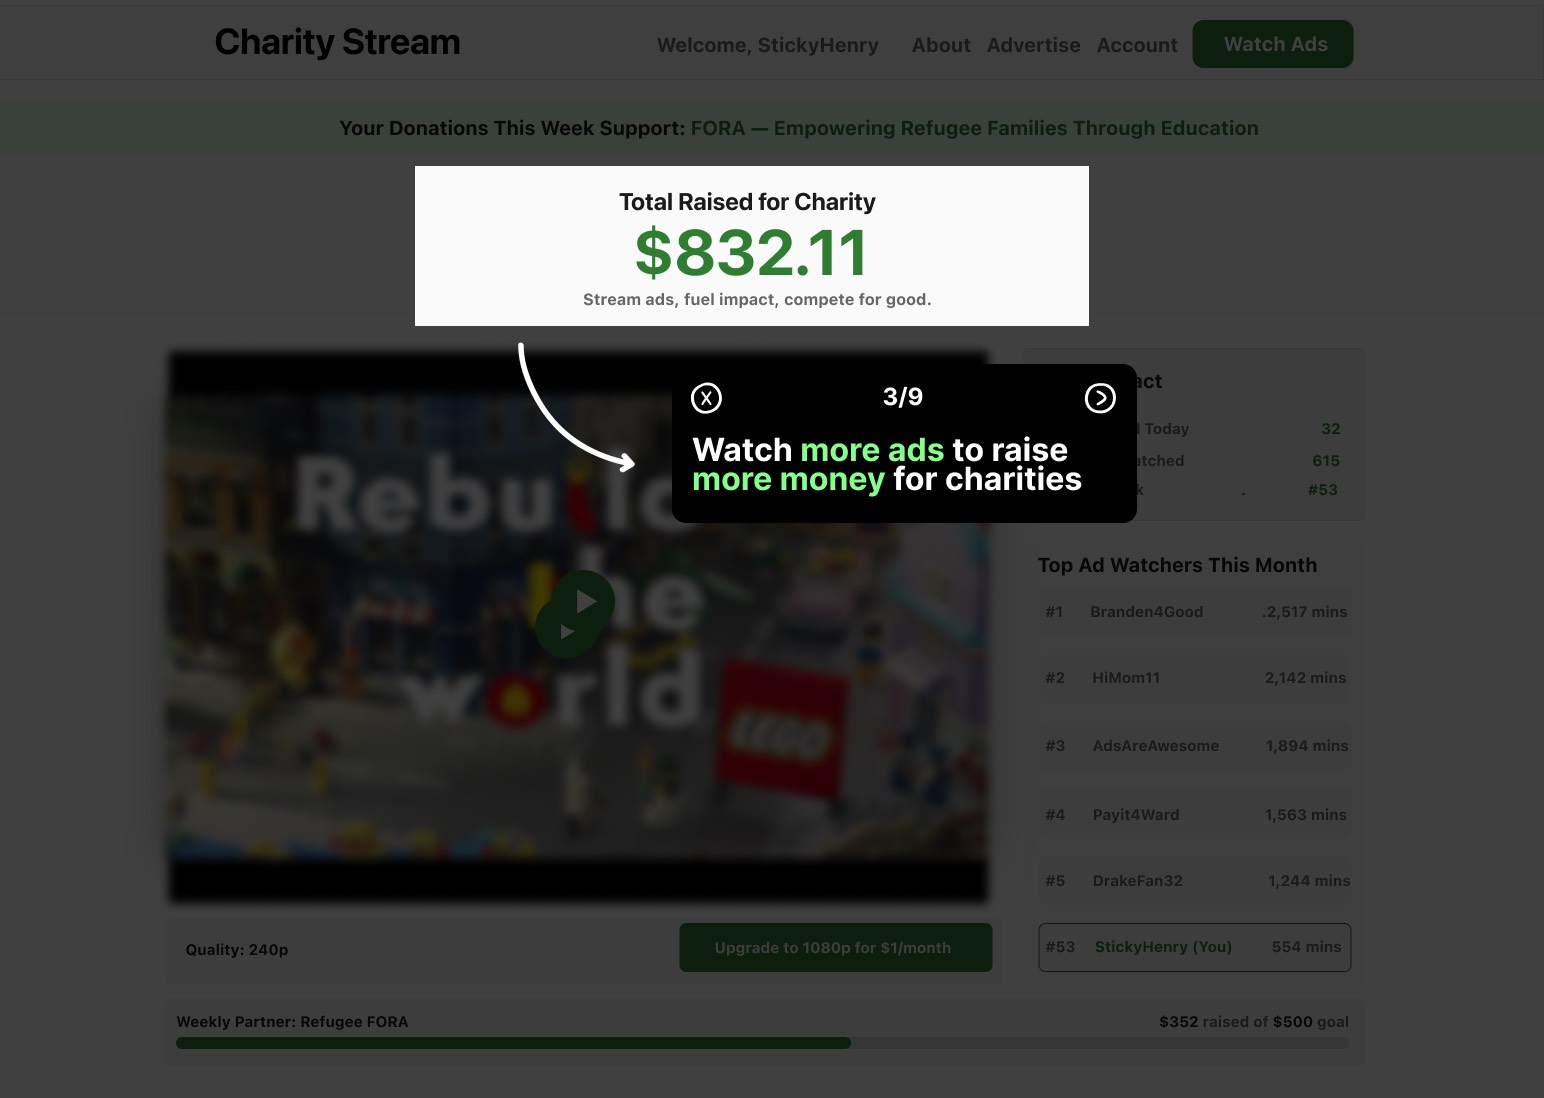 Charity Stream
Welcome, StickyHenry About Advertise Account Watch Ads
Your Donations This Week Support: FORA — Empowering Refugee Families Through Education
Total Raised for Charity
$832.11
Stream ads, fuel impact, compete for good.
X 3/9 >
Watch more ads to raise
more money for charities
act
Today 32
atched 615
k . #53
Rebuild
the
world
LEGO
Top Ad Watchers This Month
#1 Branden4Good .2,517 mins
#2 HiMom11 2,142 mins
#3 AdsAreAwesome 1,894 mins
#4 Payit4Ward 1,563 mins
#5 DrakeFan32 1,244 mins
#53 StickyHenry (You) 554 mins
Quality: 240p Upgrade to 1080p for $1/month
Weekly Partner: Refugee FORA $352 raised of $500 goal